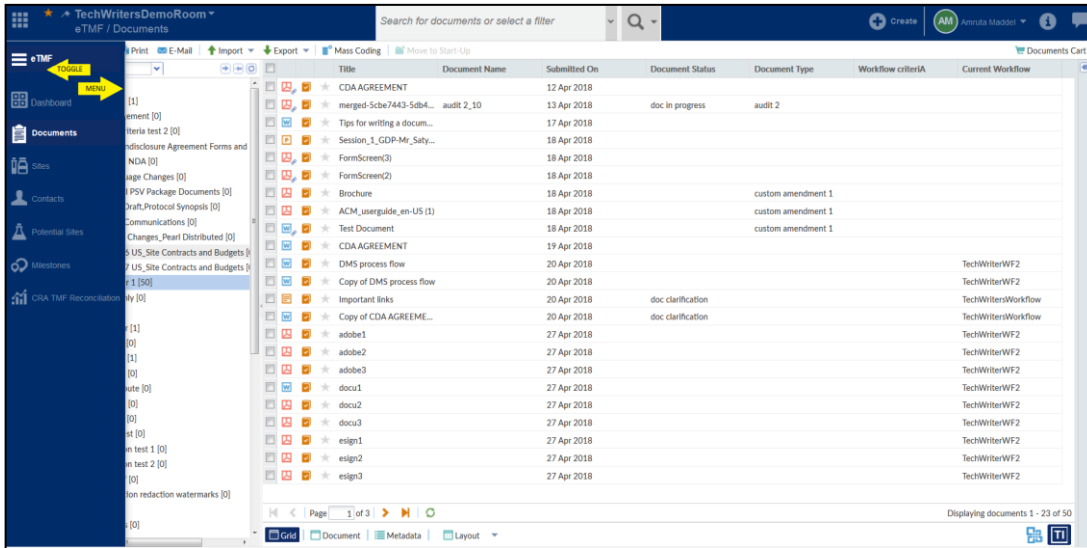 TechWritersDemoRoom
eTMF / Documents
Search for documents or select a filter
Create
AM
Amruta Maddel
Print E-Mail Import Export Mass Coding Move to Start-Up
Documents Cart
eTMF
TOGGLE
MENU
Dashboard
Documents
Sites
Contacts
Potential Sites
Milestones
CRA TMF Reconciliation
[1]
ement [0]
riteria test 2 [0]
ndisclosure Agreement Forms and
NDA [0]
uage Changes [0]
PSV Package Documents [0]
Draft,Protocol Synopsis [0]
Communications [0]
Changes_Pearl Distributed [0]
6 US_Site Contracts and Budgets
7 US_Site Contracts and Budgets
r 1 [50]
nly [0]
r [1]
[0]
[1]
[0]
oute [0]
[0]
[0]
st [0]
on test 1 [0]
on test 2 [0]
[0]
ion redaction watermarks [0]
s [0]
Title Document Name Submitted On Document Status Document Type Workflow criteriA Current Workflow
CDA AGREEMENT 12 Apr 2018
merged-5cbe7443-5db4... audit 2_10 13 Apr 2018 doc in progress audit 2
Tips for writing a docum... 17 Apr 2018
Session_1_GDP-Mr_Saty... 18 Apr 2018
FormScreen(3) 18 Apr 2018
FormScreen(2) 18 Apr 2018
Brochure 18 Apr 2018 custom amendment 1
ACM_userguide_en-US (1) 18 Apr 2018 custom amendment 1
Test Document 18 Apr 2018 custom amendment 1
CDA AGREEMENT 19 Apr 2018
DMS process flow 20 Apr 2018 TechWriterWF2
Copy of DMS process flow 20 Apr 2018 TechWriterWF2
Important links 20 Apr 2018 doc clarification TechWritersWorkflow
Copy of CDA AGREEME... 20 Apr 2018 doc clarification TechWritersWorkflow
adobe1 27 Apr 2018 TechWriterWF2
adobe2 27 Apr 2018 TechWriterWF2
adobe3 27 Apr 2018 TechWriterWF2
docu1 27 Apr 2018 TechWriterWF2
docu2 27 Apr 2018 TechWriterWF2
docu3 27 Apr 2018 TechWriterWF2
esign1 27 Apr 2018 TechWriterWF2
esign2 27 Apr 2018 TechWriterWF2
esign3 27 Apr 2018 TechWriterWF2
Page 1 of 3
Displaying documents 1 - 23 of 50
Grid Document Metadata Layout
TI